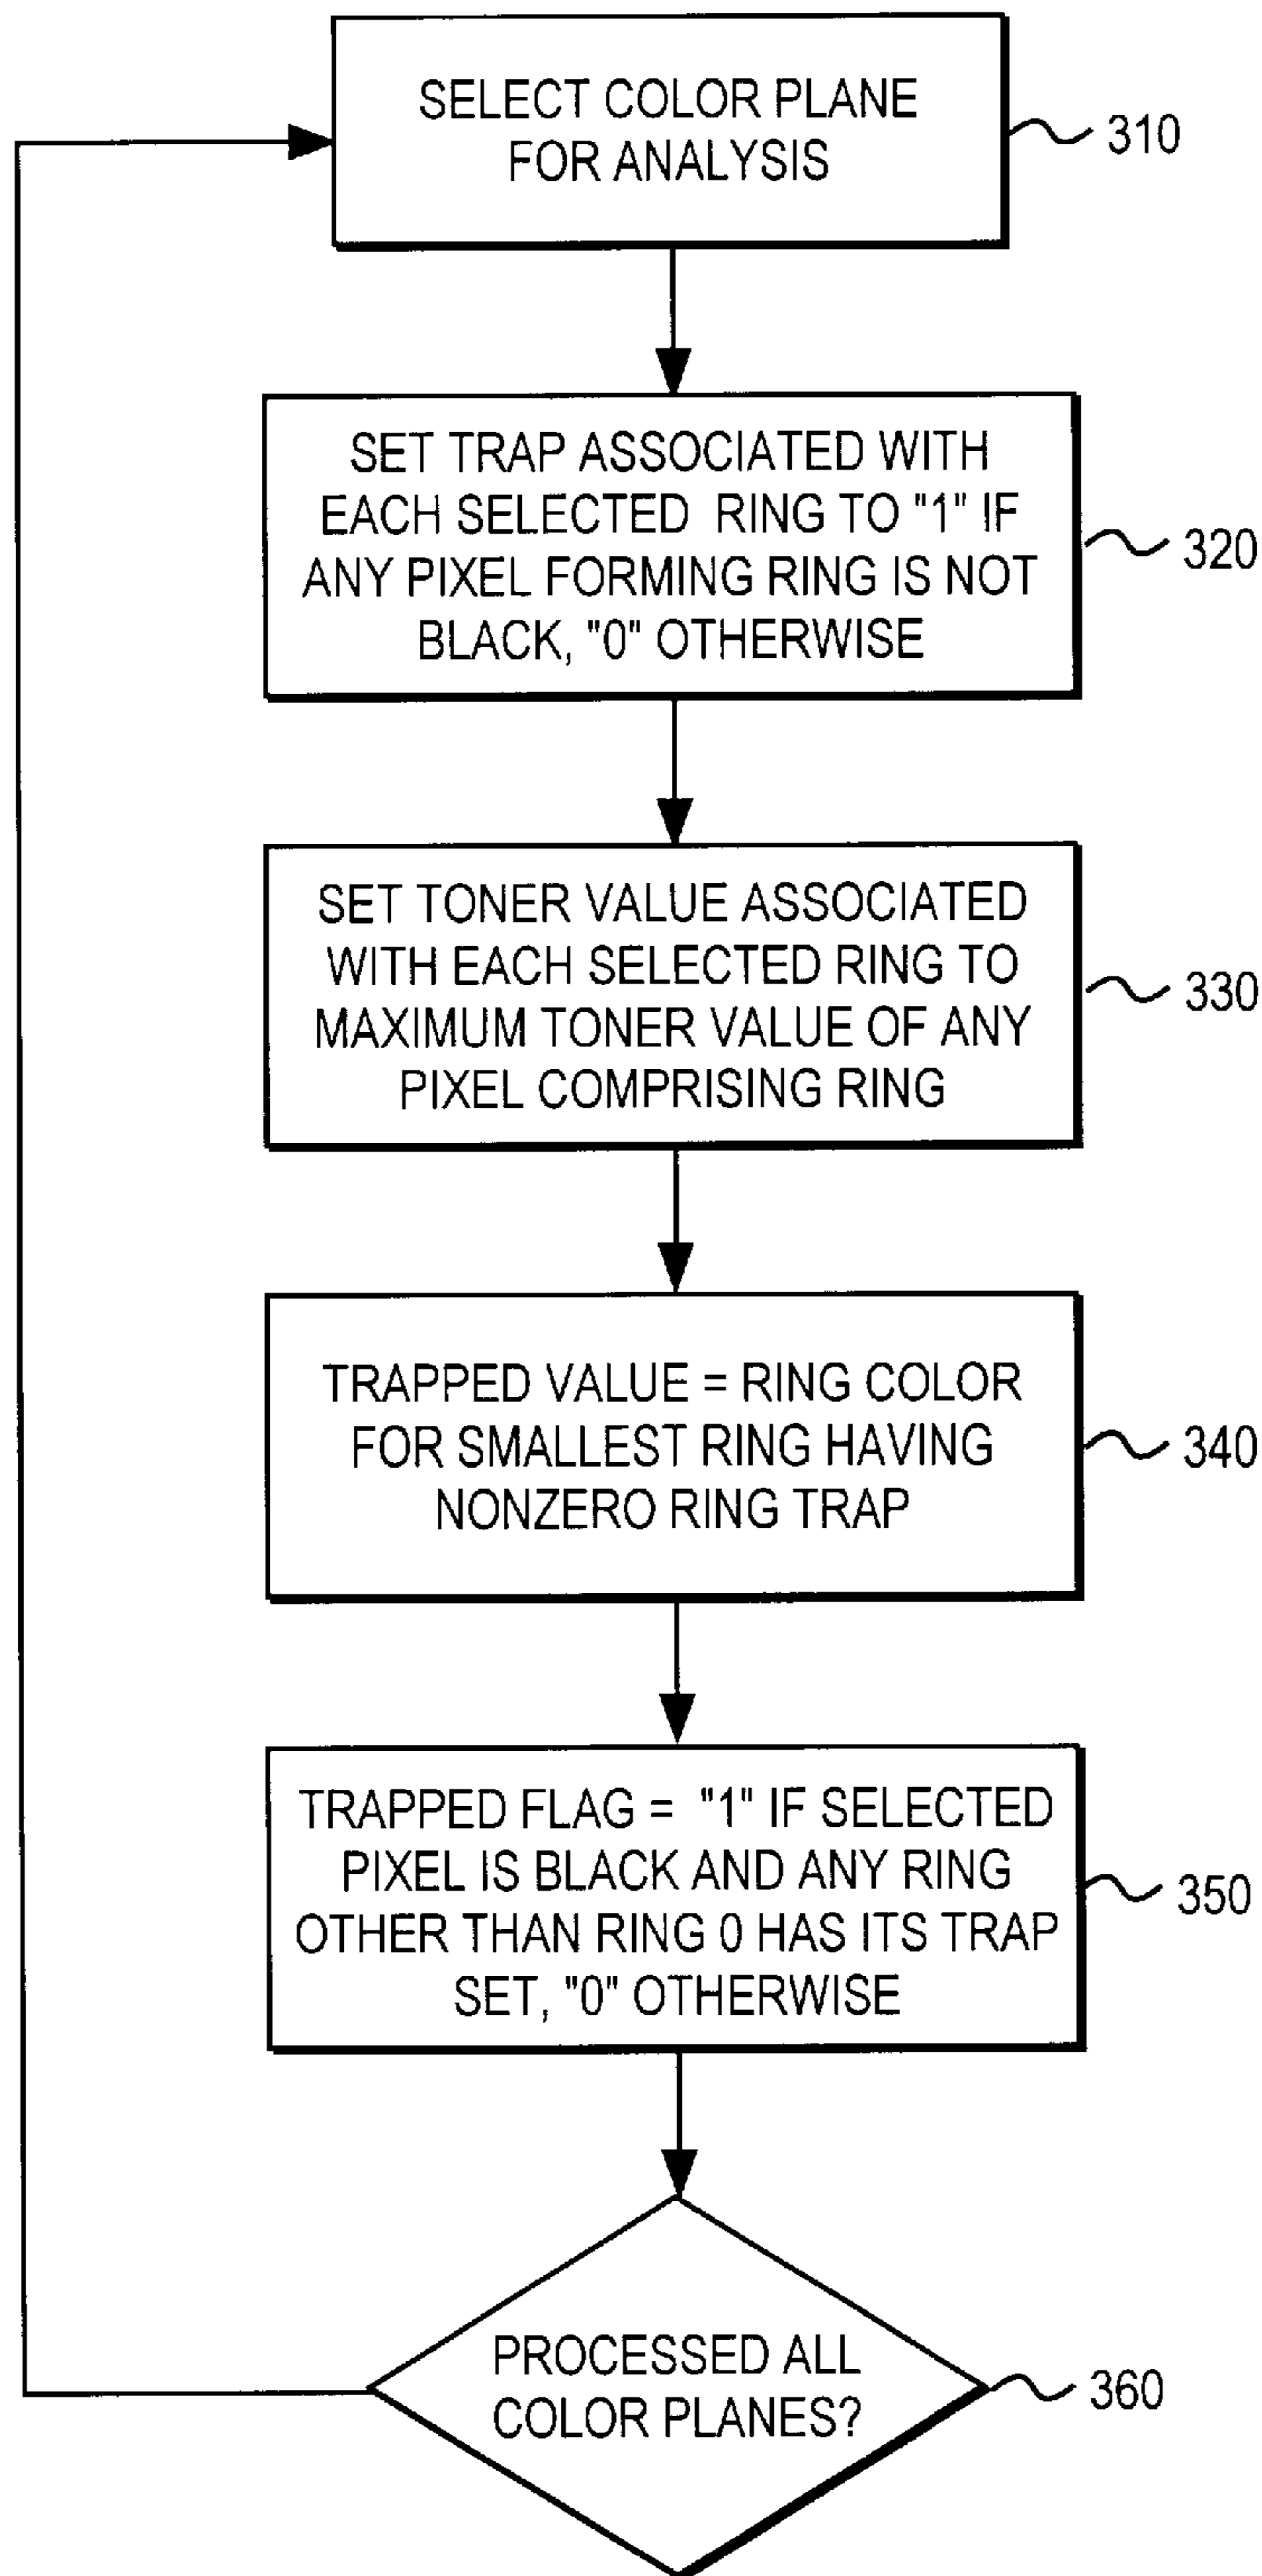 SELECT COLOR PLANE
FOR ANALYSIS
310
SET TRAP ASSOCIATED WITH
EACH SELECTED RING TO "1" IF
ANY PIXEL FORMING RING IS NOT
BLACK, "0" OTHERWISE
320
SET TONER VALUE ASSOCIATED
WITH EACH SELECTED RING TO
MAXIMUM TONER VALUE OF ANY
PIXEL COMPRISING RING
330
TRAPPED VALUE = RING COLOR
FOR SMALLEST RING HAVING
NONZERO RING TRAP
340
TRAPPED FLAG = "1" IF SELECTED
PIXEL IS BLACK AND ANY RING
OTHER THAN RING 0 HAS ITS TRAP
SET, "0" OTHERWISE
350
PROCESSED ALL
COLOR PLANES?
360